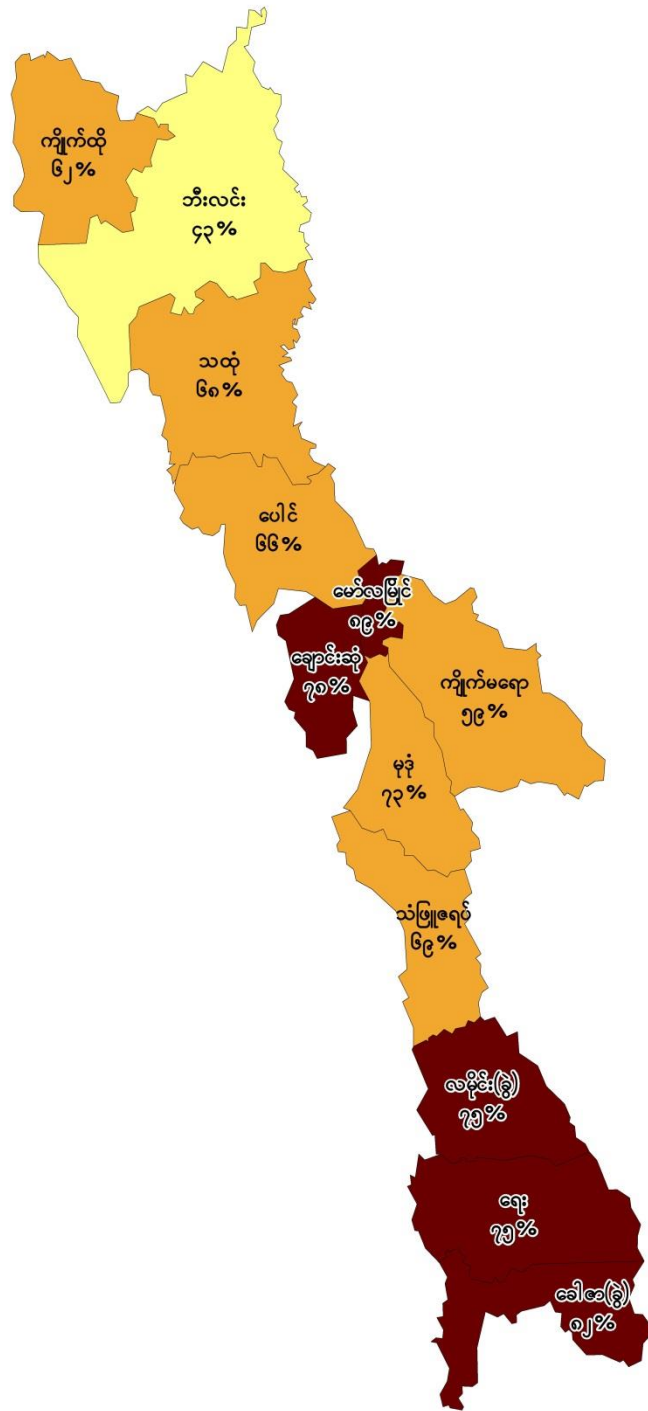 ကျိုက်ထို
၆၂%
ဘီးလင်း
၄၃%
သထုံ
၆၈%
ပေါင်
၆၆%
မော်လမြိုင်
၈၉%
ချောင်းဆုံ
၇၈%
ကျိုက်မရော
၅၉%
မုဒုံ
၇၃%
သံဖြူဇရပ်
၆၉%
လမိုင်း(ခွဲ)
၇၅%
ရေး
၇၅%
ခေါဇာ(ခွဲ)
၈၂%